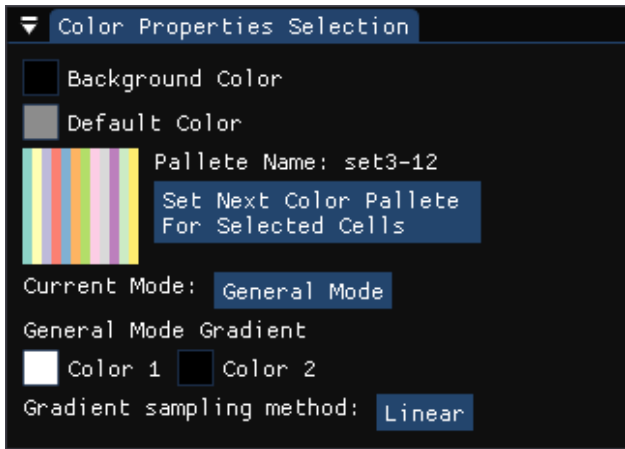 Color Properties Selection
Background Color
Default Color
Pallete Name: set3-12
Set Next Color Pallete
For Selected Cells
Current Mode: General Mode
General Mode Gradient
Color 1 Color 2
Gradient sampling method: Linear